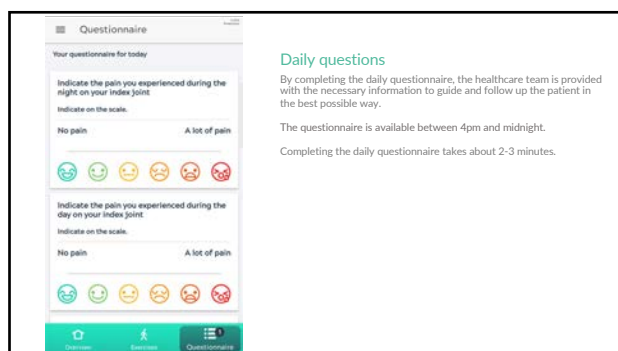 Questionnaire
Your questionnaire for today
Indicate the pain you experienced during the
night on your index joint
Indicate on the scale.
No pain A lot of pain
Indicate the pain you experienced during the
day on your index joint
Indicate on the scale.
No pain A lot of pain
Overview Exercises Questionnaire
1
Daily questions
By completing the daily questionnaire, the healthcare team is provided
with the necessary information to guide and follow up the patient in
the best possible way.
The questionnaire is available between 4pm and midnight.
Completing the daily questionnaire takes about 2-3 minutes.